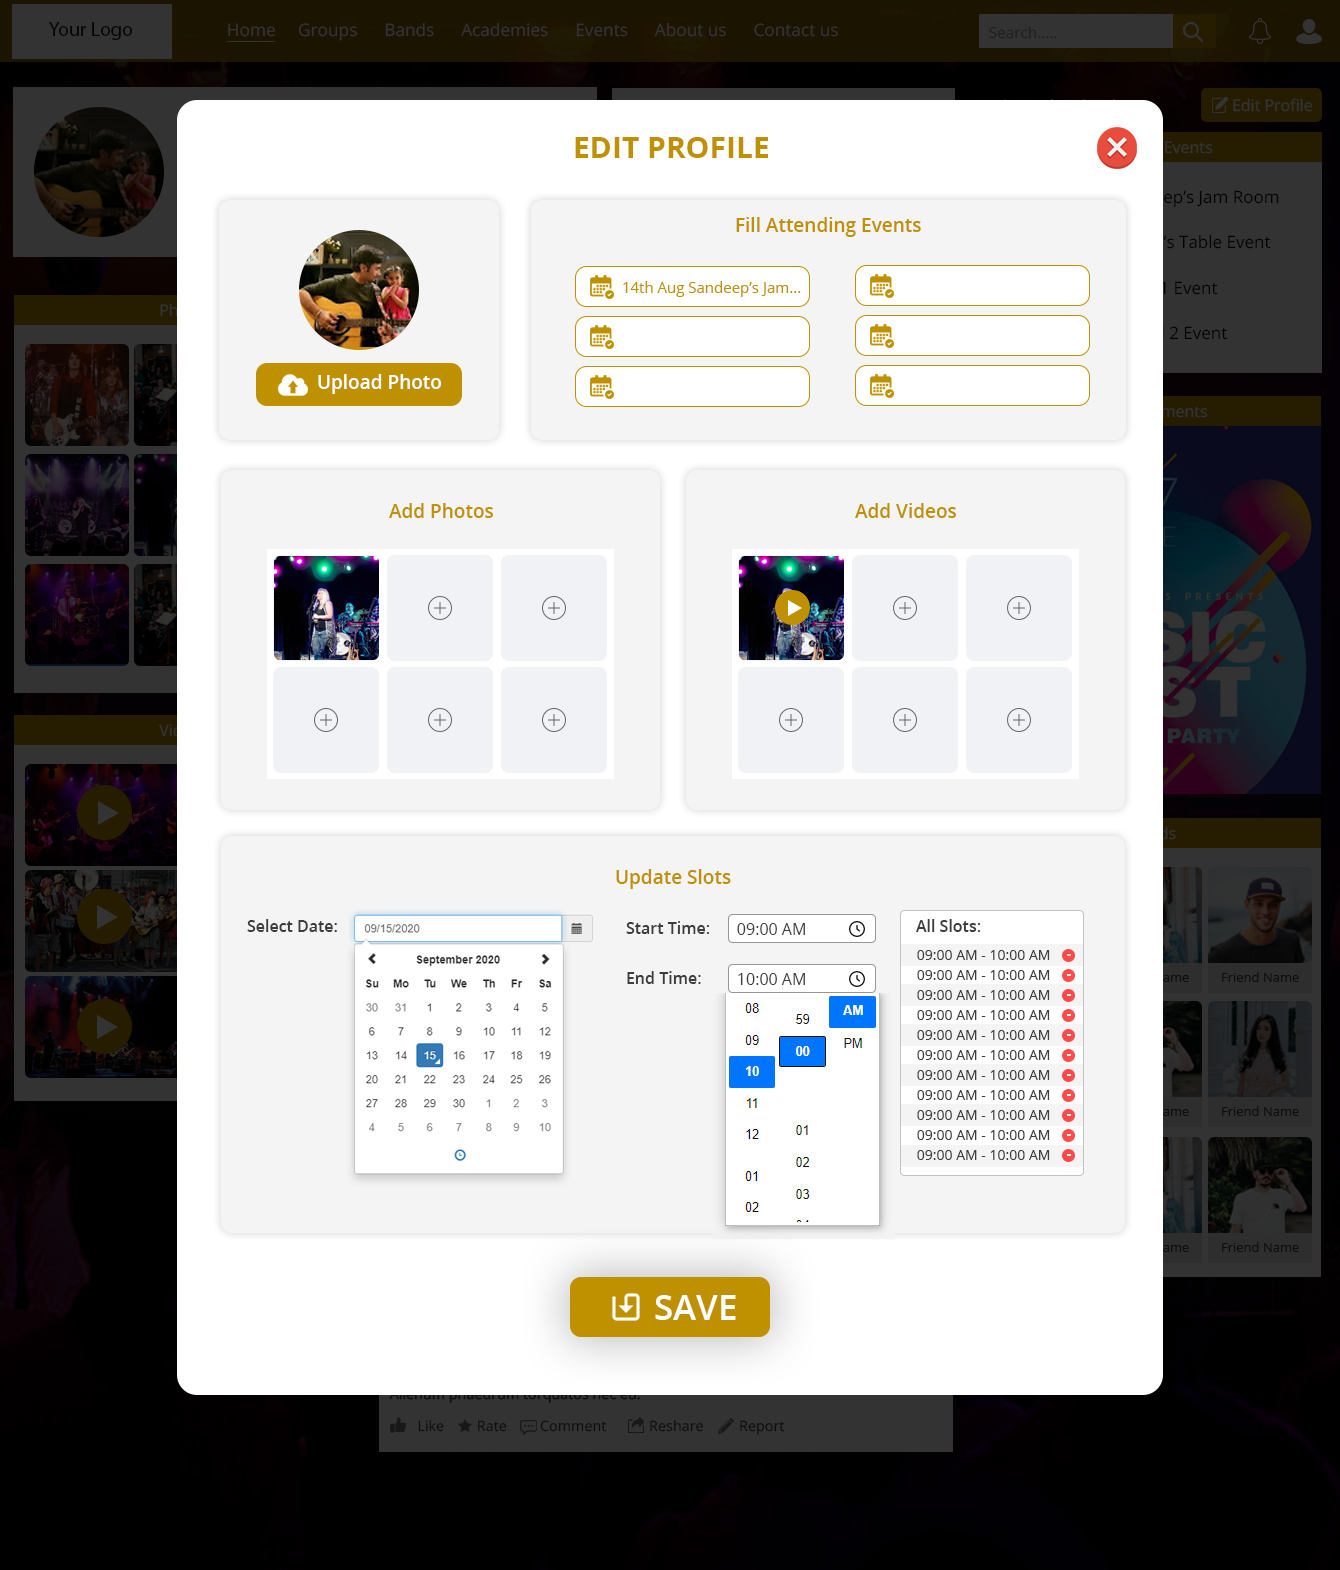 Your Logo
Home Groups Bands Academies Events About us Contact us
Search.....
Edit Profile
EDIT PROFILE
Events
ep's Jam Room
's Table Event
1 Event
2 Event
Fill Attending Events
14th Aug Sandeep's Jam...
Upload Photo
Ph
ments
Add Photos
Add Videos
S PRESENTS
SIC
ST
PARTY
Vid
ds
Update Slots
Select Date:
09/15/2020
September 2020
Su Mo Tu We Th Fr Sa
30 31 1 2 3 4 5
6 7 8 9 10 11 12
13 14 15 16 17 18 19
20 21 22 23 24 25 26
27 28 29 30 1 2 3
4 5 6 7 8 9 10
Start Time: 09:00 AM
End Time: 10:00 AM
08 59 AM
09 00 PM
10
11
12 01
01 02
02 03
04
All Slots:
09:00 AM - 10:00 AM
09:00 AM - 10:00 AM
09:00 AM - 10:00 AM
09:00 AM - 10:00 AM
09:00 AM - 10:00 AM
09:00 AM - 10:00 AM
09:00 AM - 10:00 AM
09:00 AM - 10:00 AM
09:00 AM - 10:00 AM
09:00 AM - 10:00 AM
09:00 AM - 10:00 AM
ame Friend Name
ame Friend Name
ame Friend Name
SAVE
Alienum phaedrum torquatos nec eu.
Like Rate Comment Reshare Report